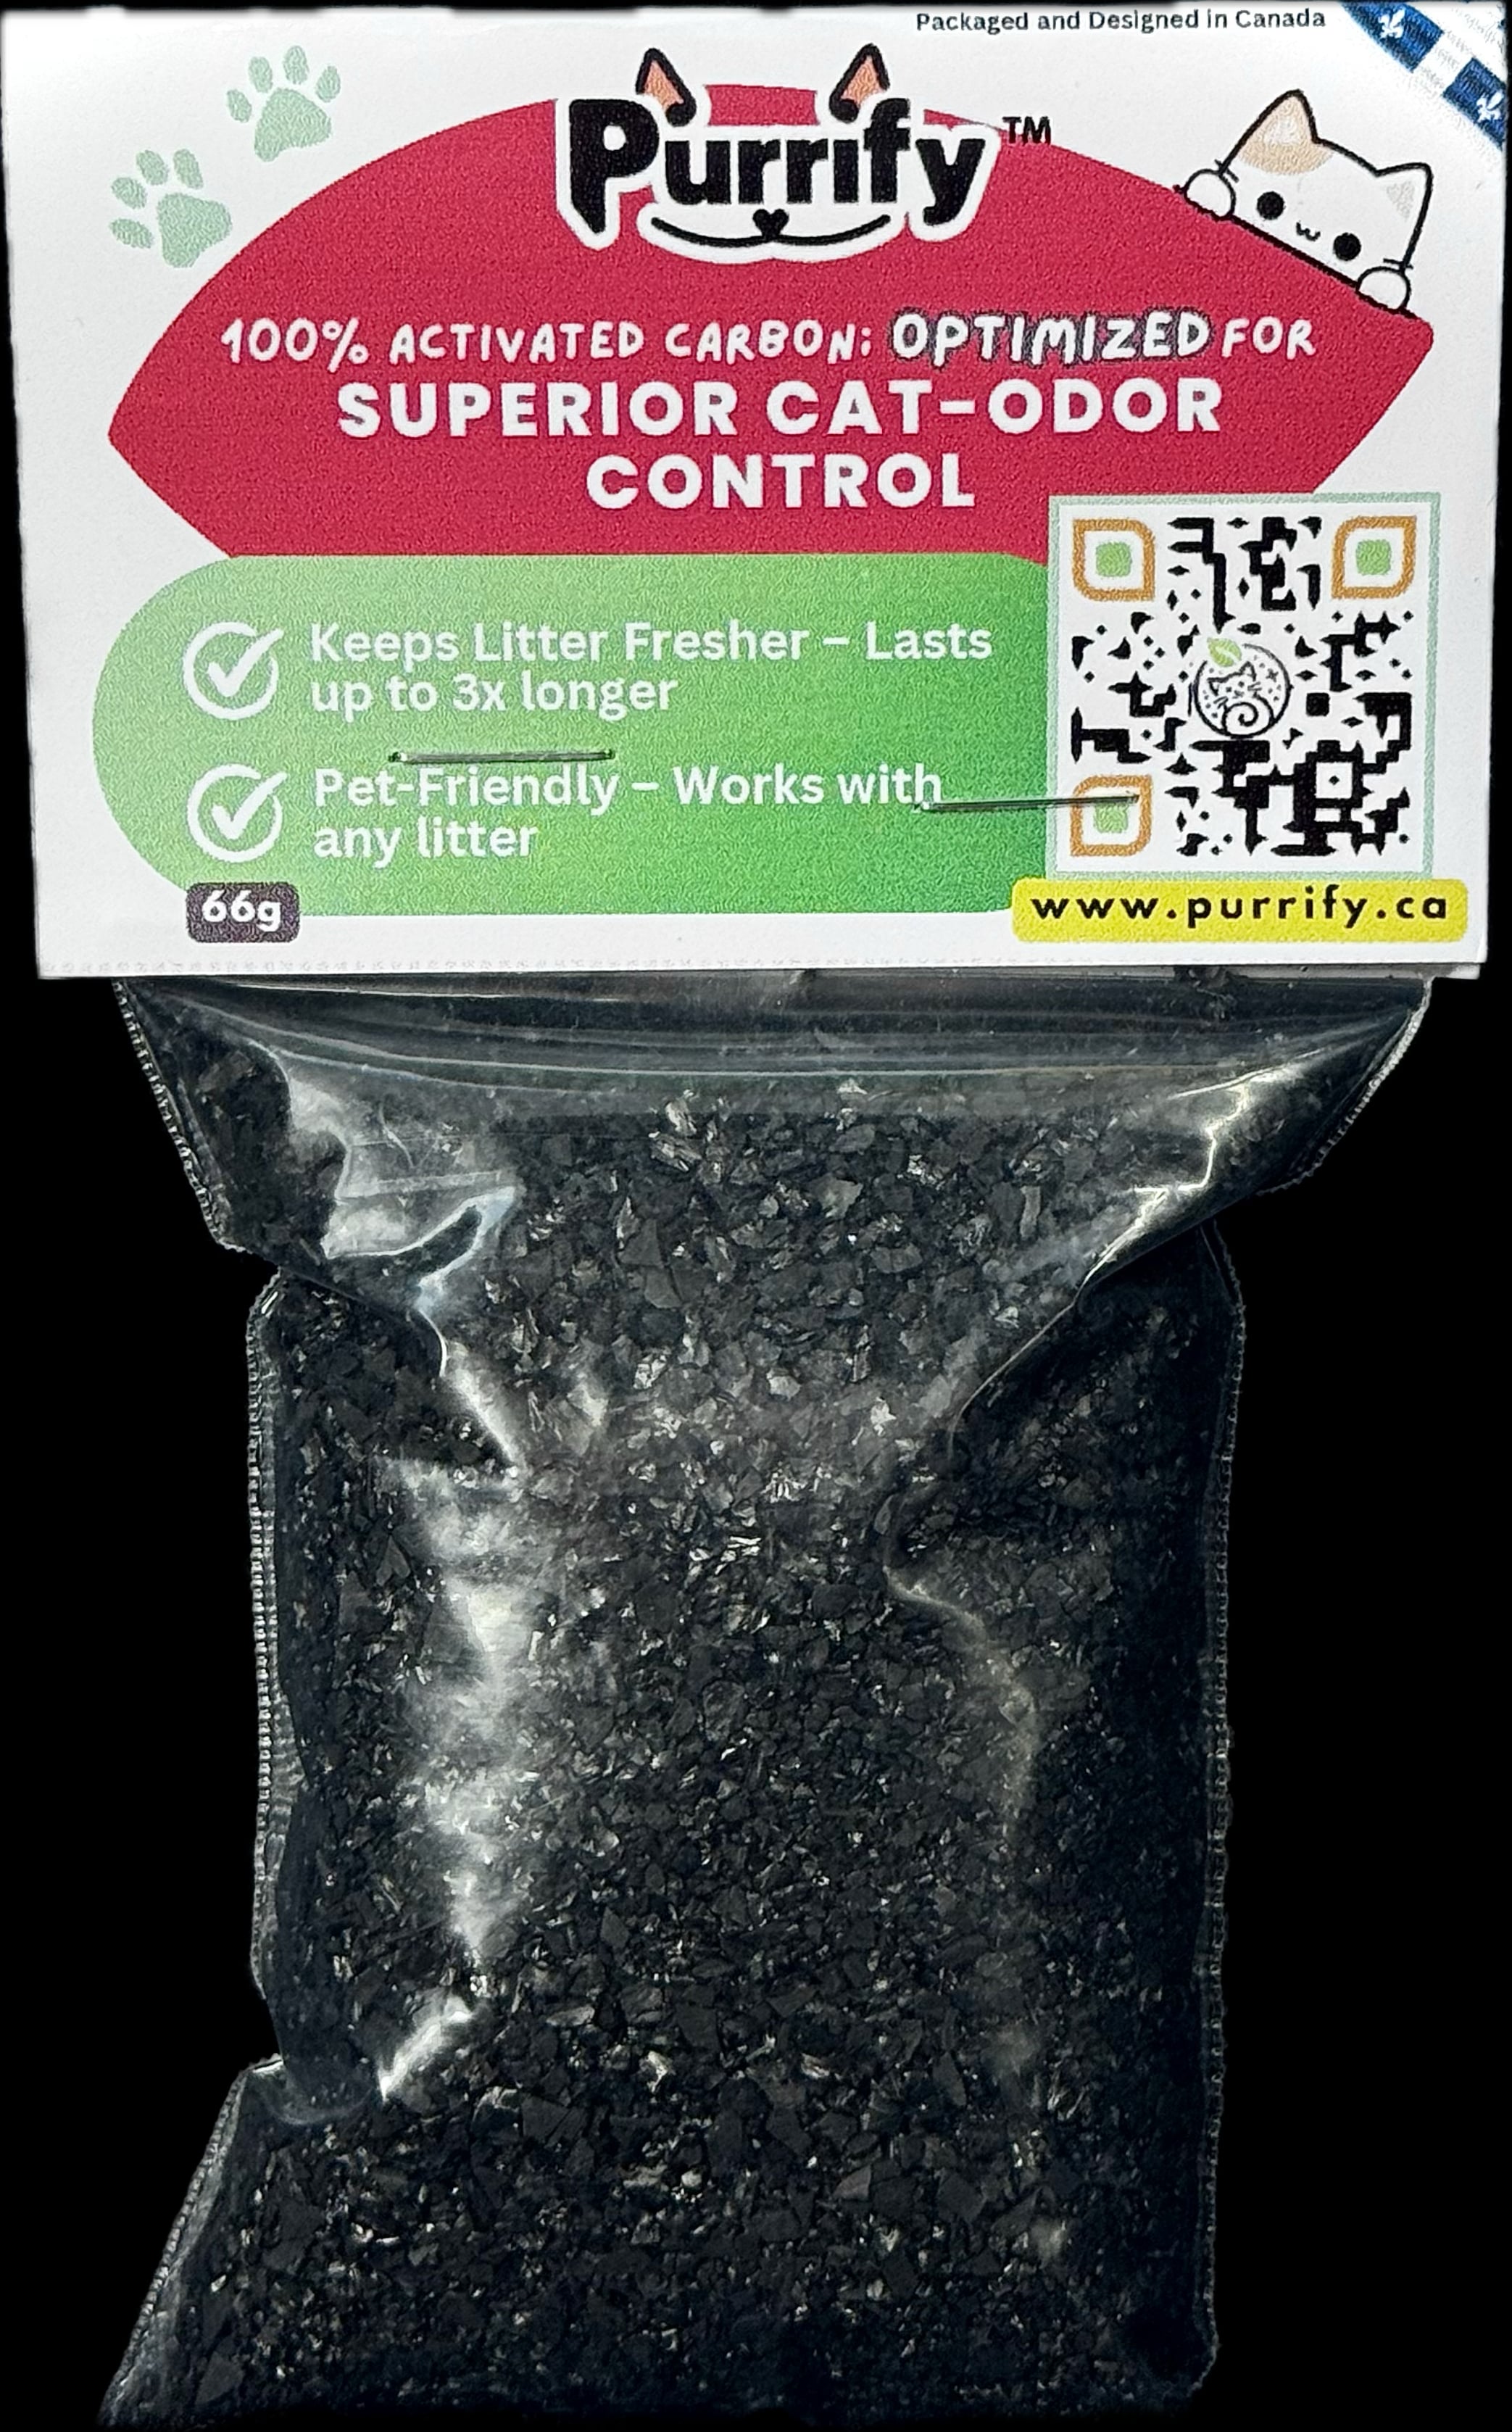 Packaged and Designed in Canada
Purrify™
100% ACTIVATED CARBON: OPTIMIZED FOR
SUPERIOR CAT-ODOR
CONTROL
Keeps Litter Fresher – Lasts
up to 3x longer
Pet-Friendly – Works with
any litter
66g
www.purrify.ca